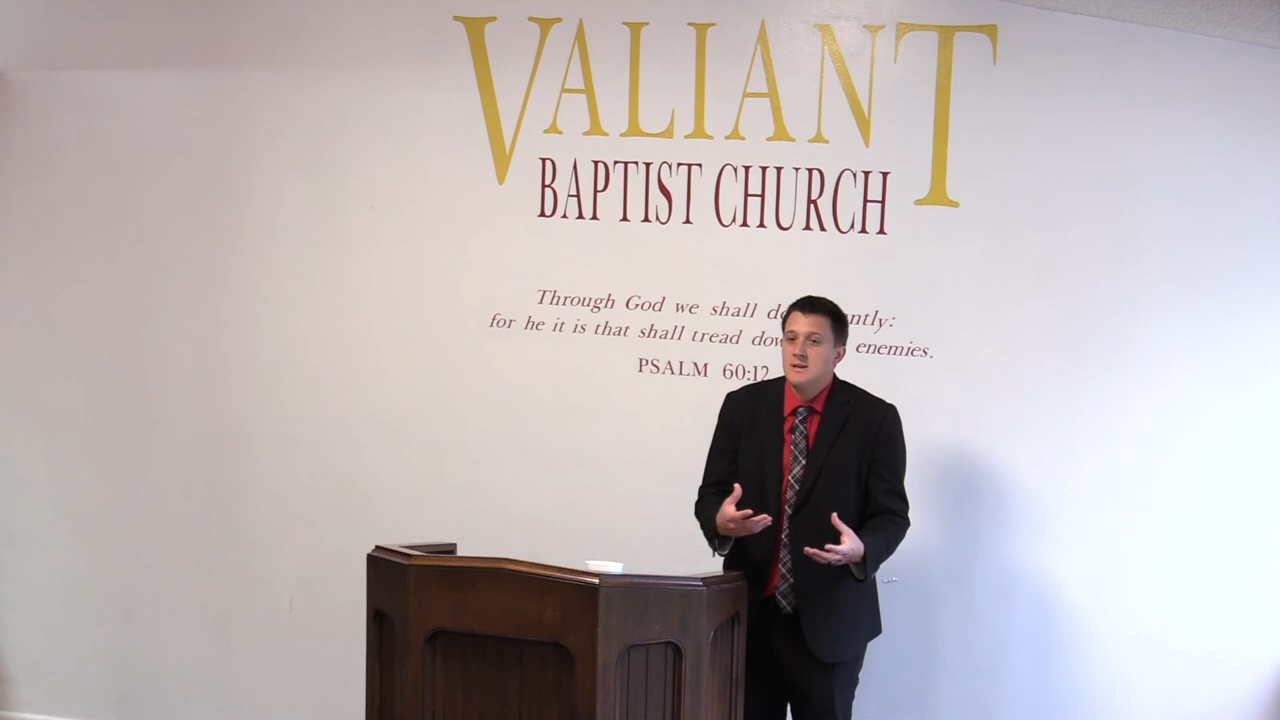 VALIANT
BAPTIST CHURCH
Through God we shall
for he it is that shall tread enemies.
PSALM 60:12